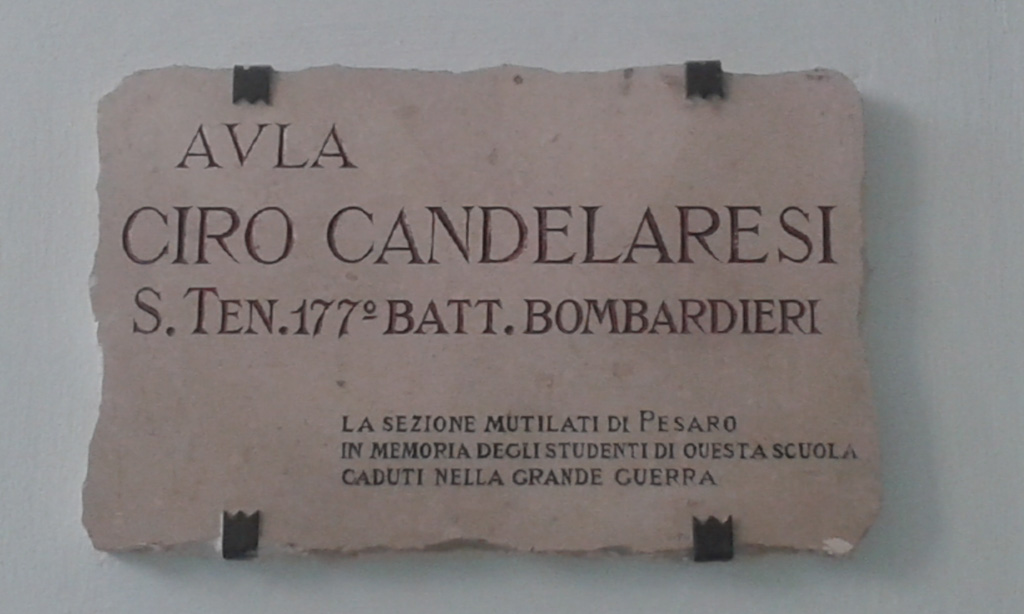 AVLA
CIRO CANDELARESI
S. TEN. 177º BATT. BOMBARDIERI
LA SEZIONE MUTILATI DI PESARO
IN MEMORIA DEGLI STUDENTI DI QUESTA SCUOLA
CADUTI NELLA GRANDE GUERRA